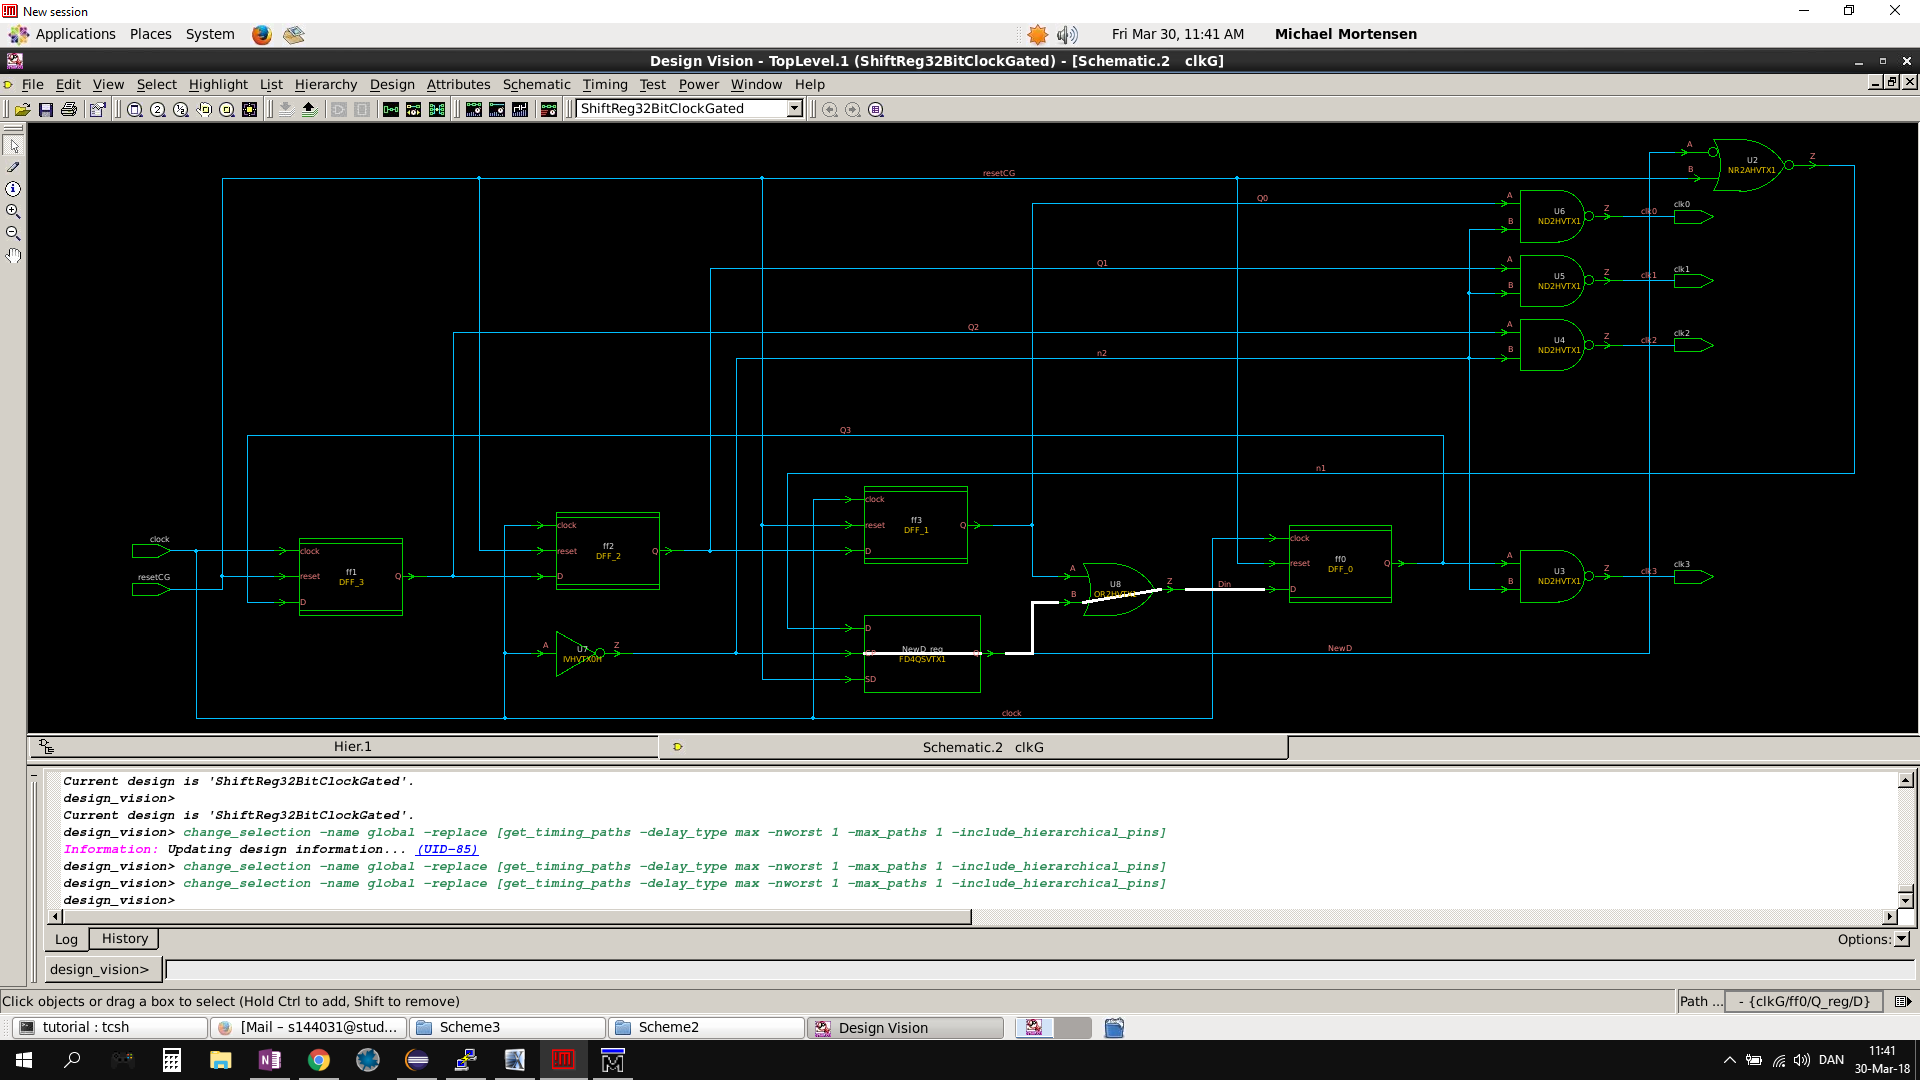 New session
Applications Places System Fri Mar 30, 11:41 AM Michael Mortensen
Design Vision - TopLevel.1 (ShiftReg32BitClockGated) - [Schematic.2 clkG]
File Edit View Select Highlight List Hierarchy Design Attributes Schematic Timing Test Power Window Help
ShiftReg32BitClockGated
A
Z
U2
NR2AHVTX1
B
resetCG
Q0
A
B
U6
ND2HVTX1
Z
clk0
clk0
Q1
A
B
U5
ND2HVTX1
Z
clk1
clk1
Q2
n2
A
B
U4
ND2HVTX1
Z
clk2
clk2
Q3
n1
clock
resetCG
clock
reset
D
ff1
DFF_3
Q
clock
reset
D
ff2
DFF_2
Q
clock
reset
D
ff3
DFF_1
Q
A
B
U8
Z
Din
clock
reset
D
ff0
DFF_0
Q
A
B
U3
ND2HVTX1
Z
clk3
clk3
A
U7
IVHVTX0H
Z
D
SD
NewD_reg
FD4QSVTX1
NewD
clock
Hier.1
Schematic.2 clkG
Current design is 'ShiftReg32BitClockGated'.
design_vision>
Current design is 'ShiftReg32BitClockGated'.
design_vision> change_selection -name global -replace [get_timing_paths -delay_type max -nworst 1 -max_paths 1 -include_hierarchical_pins]
Information: Updating design information... (UID-85)
design_vision> change_selection -name global -replace [get_timing_paths -delay_type max -nworst 1 -max_paths 1 -include_hierarchical_pins]
design_vision> change_selection -name global -replace [get_timing_paths -delay_type max -nworst 1 -max_paths 1 -include_hierarchical_pins]
design_vision>
Log History
Options:
design_vision>
Click objects or drag a box to select (Hold Ctrl to add, Shift to remove)
Path ... - {clkG/ff0/Q_reg/D}
tutorial : tcsh
[Mail – s144031@stud...
Scheme3
Scheme2
Design Vision
DAN
11:41
30-Mar-18